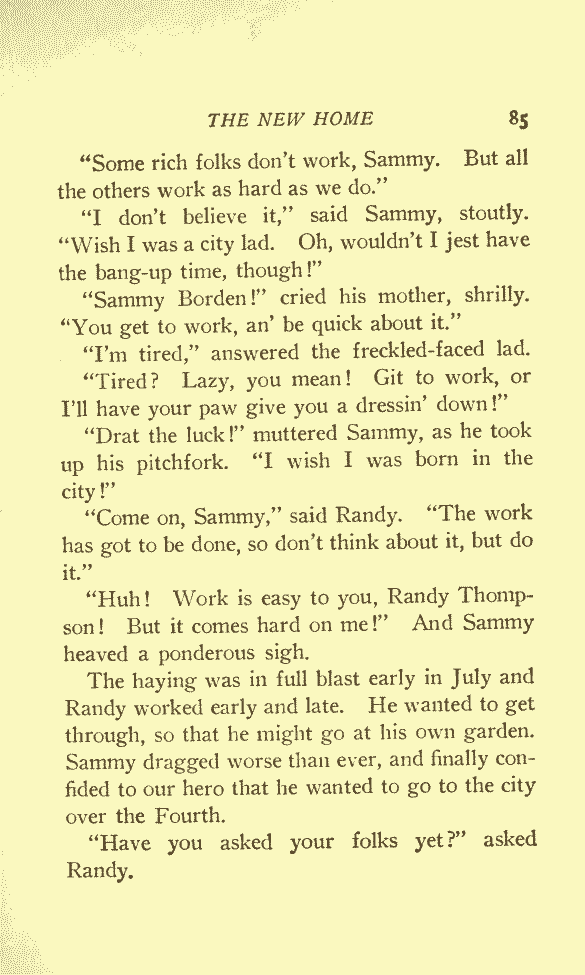 THE NEW HOME 85
“Some rich folks don’t work, Sammy. But all
the others work as hard as we do.”
“I don’t believe it,” said Sammy, stoutly.
“Wish I was a city lad. Oh, wouldn’t I jest have
the bang-up time, though!”
“Sammy Borden!” cried his mother, shrilly.
“You get to work, an’ be quick about it.”
“I’m tired,” answered the freckled-faced lad.
“Tired? Lazy, you mean! Git to work, or
I’ll have your paw give you a dressin’ down!”
“Drat the luck!” muttered Sammy, as he took
up his pitchfork. “I wish I was born in the
city!”
“Come on, Sammy,” said Randy. “The work
has got to be done, so don’t think about it, but do
it.”
“Huh! Work is easy to you, Randy Thomp-
son! But it comes hard on me!” And Sammy
heaved a ponderous sigh.
The haying was in full blast early in July and
Randy worked early and late. He wanted to get
through, so that he might go at his own garden.
Sammy dragged worse than ever, and finally con-
fided to our hero that he wanted to go to the city
over the Fourth.
“Have you asked your folks yet?” asked
Randy.